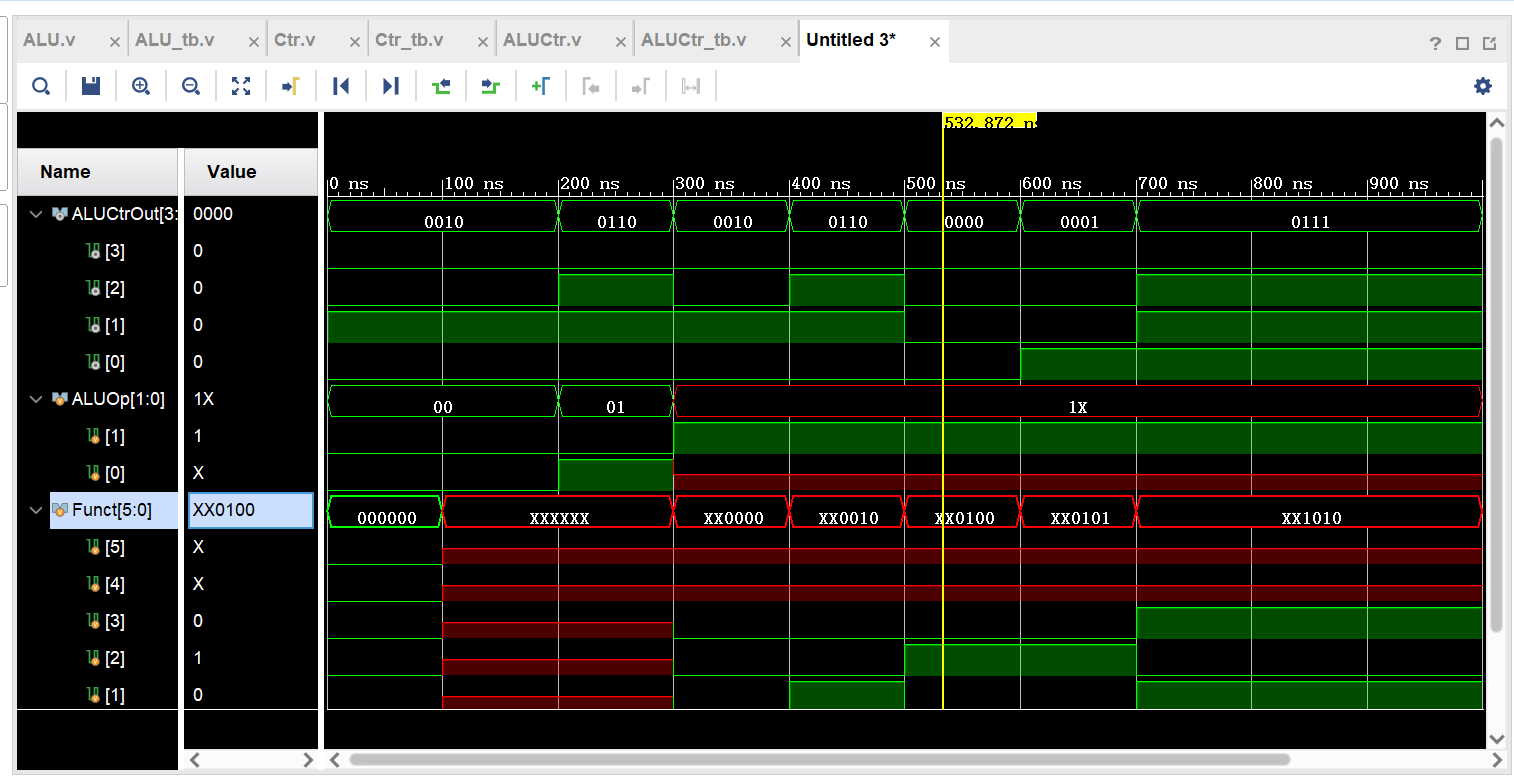 ALU.v ALU_tb.v Ctr.v Ctr_tb.v ALUCtr.v ALUCtr_tb.v Untitled 3*
532.872 ns
Name Value
0 ns 100 ns 200 ns 300 ns 400 ns 500 ns 600 ns 700 ns 800 ns 900 ns
ALUCtrOut[3: 0000 0010 0110 0010 0110 0000 0001 0111
[3] 0
[2] 0
[1] 0
[0] 0
ALUOp[1:0] 1X 00 01 1X
[1] 1
[0] X
Funct[5:0] XX0100 000000 XXXXXX XX0000 XX0010 XX0100 XX0101 XX1010
[5] X
[4] X
[3] 0
[2] 1
[1] 0